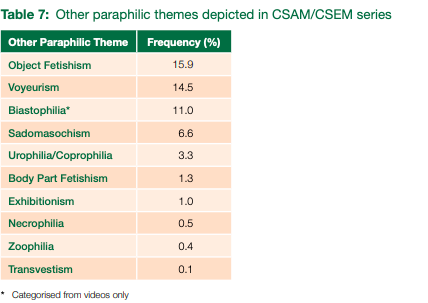 Table 7: Other paraphilic themes depicted in CSAM/CSEM series
Other Paraphilic Theme Frequency (%)
Object Fetishism 15.9
Voyeurism 14.5
Biastophilia* 11.0
Sadomasochism 6.6
Urophilia/Coprophilia 3.3
Body Part Fetishism 1.3
Exhibitionism 1.0
Necrophilia 0.5
Zoophilia 0.4
Transvestism 0.1
* Categorised from videos only